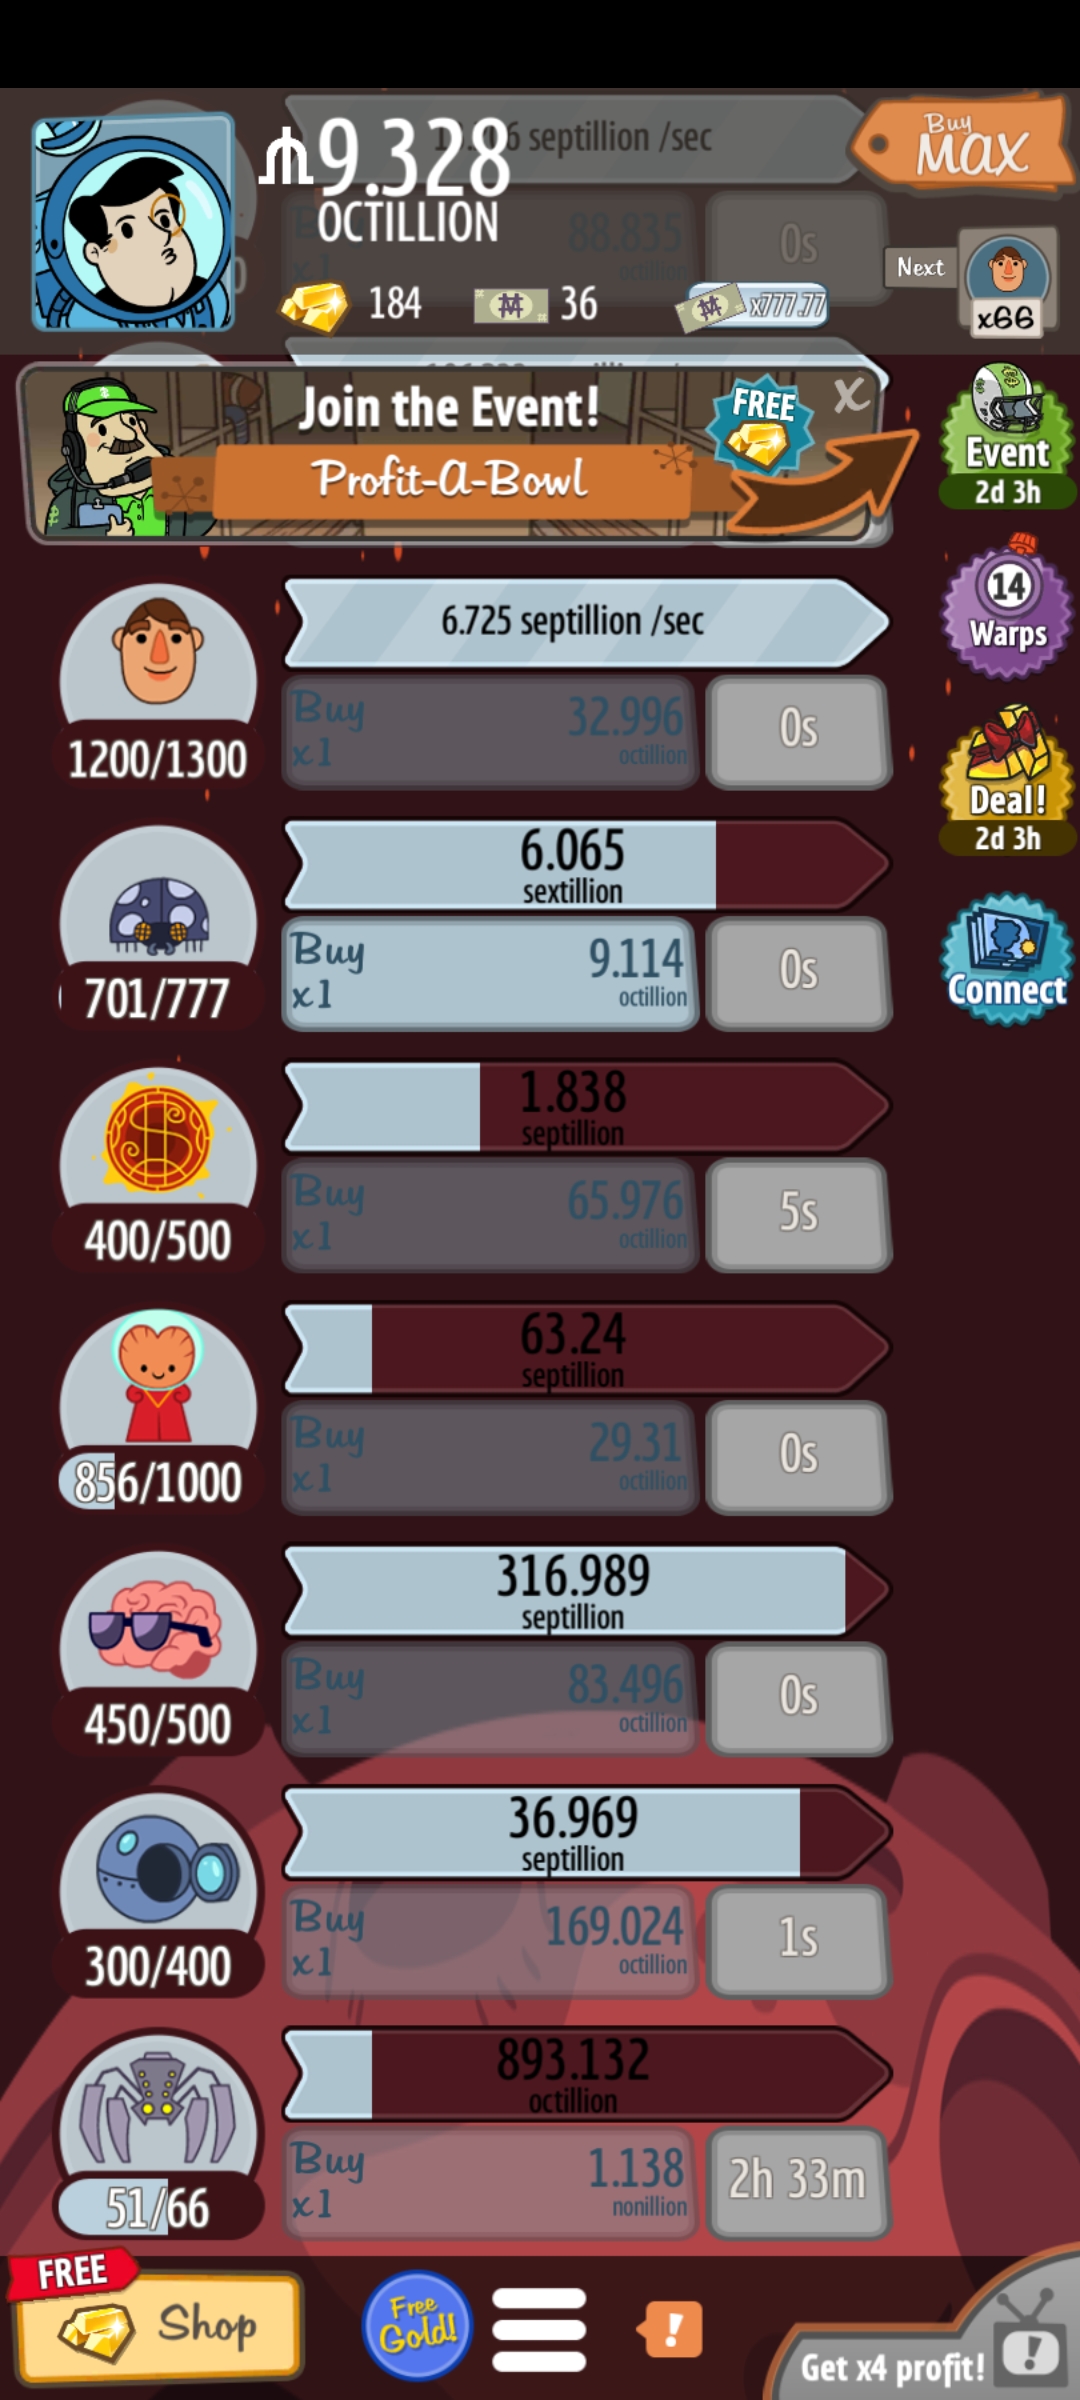 septillion /sec
9.328
OCTILLION
Buy
MAX
88.835
octillion
0s
184
36
x777.77
Next
x66
Join the Event!
Profit-A-Bowl
FREE
X
Event
2d 3h
6.725 septillion /sec
1200/1300
Buy
x1
32.996
octillion
0s
14
Warps
6.065
sextillion
701/777
Buy
x1
9.114
octillion
0s
Deal!
2d 3h
Connect
1.838
septillion
400/500
Buy
x1
65.976
octillion
5s
63.24
septillion
856/1000
Buy
x1
29.31
octillion
0s
316.989
septillion
450/500
Buy
x1
83.496
octillion
0s
36.969
septillion
300/400
Buy
x1
169.024
octillion
1s
893.132
octillion
51/66
Buy
x1
1.138
nonillion
2h 33m
FREE
Shop
Free
Gold!
!
Get x4 profit!
!